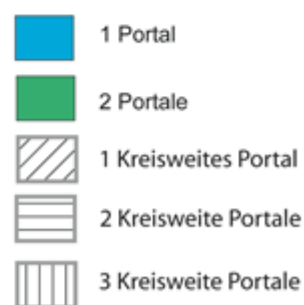 1 Portal
2 Portale
1 Kreisweites Portal
2 Kreisweite Portale
3 Kreisweite Portale